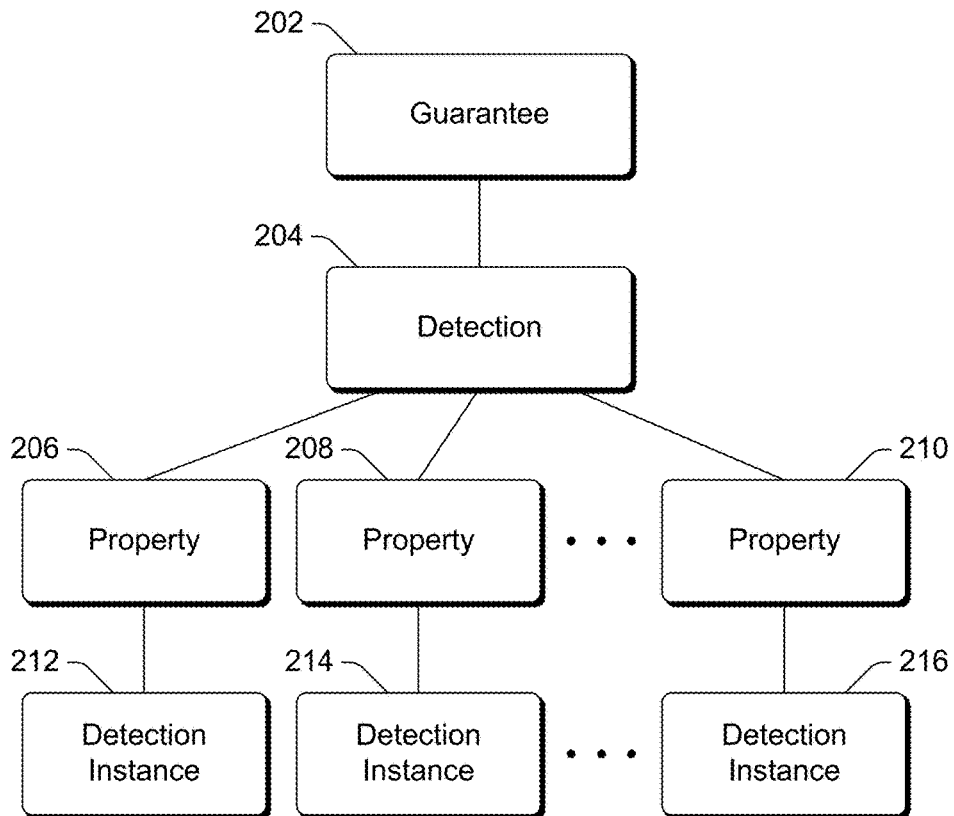 202
Guarantee
204
Detection
206
208
210
Property
Property
• • •
Property
212
214
216
Detection
Instance
Detection
Instance
• • •
Detection
Instance